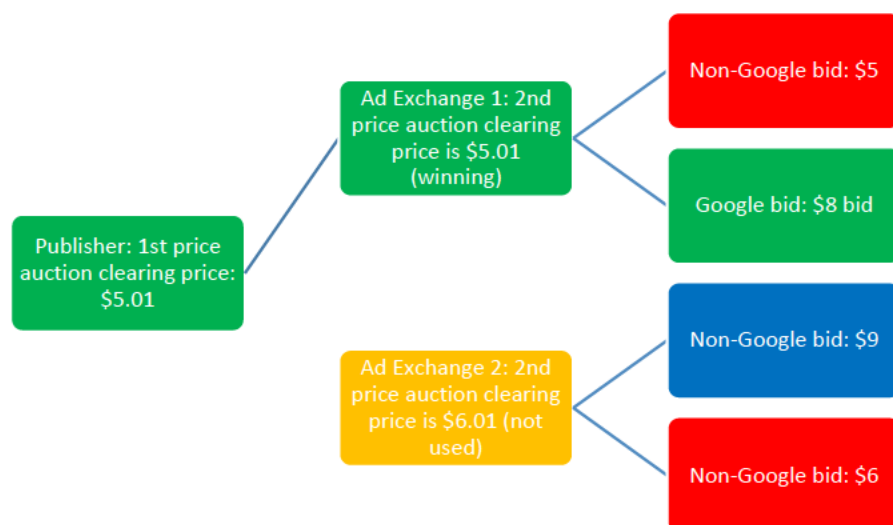 Non-Google bid: $5
Ad Exchange 1: 2nd
price auction clearing
price is $5.01
(winning)
Google bid: $8 bid
Publisher: 1st price
auction clearing price:
$5.01
Non-Google bid: $9
Ad Exchange 2: 2nd
price auction clearing
price is $6.01 (not
used)
Non-Google bid: $6